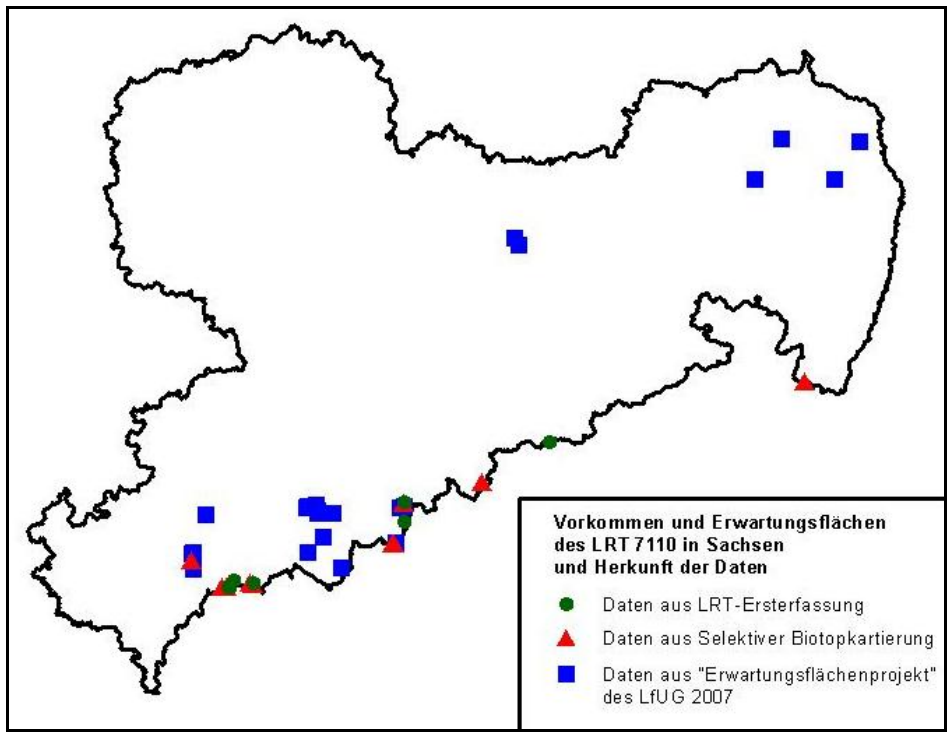 Vorkommen und Erwartungsflächen
des LRT 7110 in Sachsen
und Herkunft der Daten
Daten aus LRT-Ersterfassung
Daten aus Selektiver Biotopkartierung
Daten aus "Erwartungsflächenprojekt"
des LfUG 2007